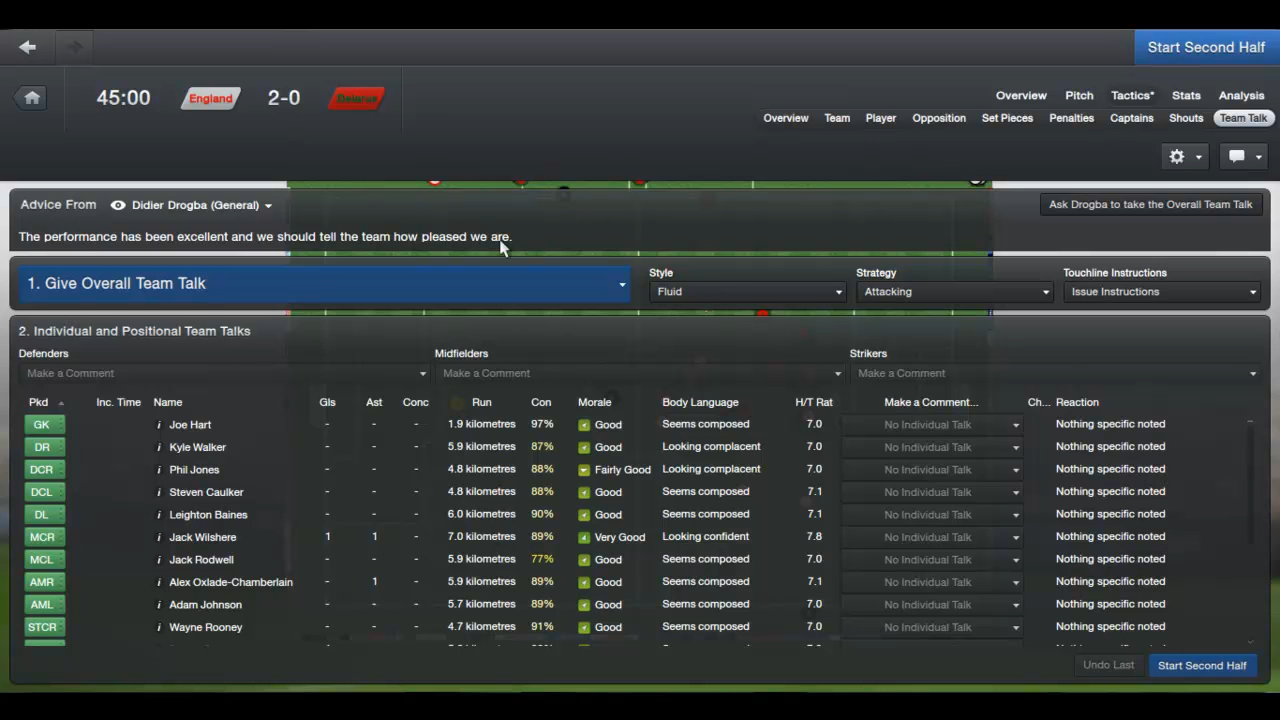 Start Second Half
45:00 England 2-0 Belarus
Overview Pitch Tactics* Stats Analysis
Overview Team Player Opposition Set Pieces Penalties Captains Shouts Team Talk
Advice From Didier Drogba (General) Ask Drogba to take the Overall Team Talk
The performance has been excellent and we should tell the team how pleased we are.
Style Strategy Touchline Instructions
1. Give Overall Team Talk Fluid Attacking Issue Instructions
2. Individual and Positional Team Talks
Defenders Midfielders Strikers
Make a Comment Make a Comment Make a Comment
Pkd Inc. Time Name Gls Ast Conc Run Con Morale Body Language H/T Rat Make a Comment... Ch... Reaction
GK i Joe Hart - - - 1.9 kilometres 97% Good Seems composed 7.0 No Individual Talk Nothing specific noted
DR i Kyle Walker - - - 5.9 kilometres 87% Good Looking complacent 7.0 No Individual Talk Nothing specific noted
DCR i Phil Jones - - - 4.8 kilometres 88% Fairly Good Looking complacent 7.0 No Individual Talk Nothing specific noted
DCL i Steven Caulker - - - 4.8 kilometres 88% Good Seems composed 7.1 No Individual Talk Nothing specific noted
DL i Leighton Baines - - - 6.0 kilometres 90% Good Seems composed 7.1 No Individual Talk Nothing specific noted
MCR i Jack Wilshere 1 1 - 7.0 kilometres 89% Very Good Looking confident 7.8 No Individual Talk Nothing specific noted
MCL i Jack Rodwell - - - 5.9 kilometres 77% Good Seems composed 7.0 No Individual Talk Nothing specific noted
AMR i Alex Oxlade-Chamberlain - 1 - 5.9 kilometres 89% Good Seems composed 7.1 No Individual Talk Nothing specific noted
AML i Adam Johnson - - - 5.7 kilometres 89% Good Seems composed 7.0 No Individual Talk Nothing specific noted
STCR i Wayne Rooney - - - 4.7 kilometres 91% Good Seems composed 7.0 No Individual Talk Nothing specific noted
Undo Last Start Second Half